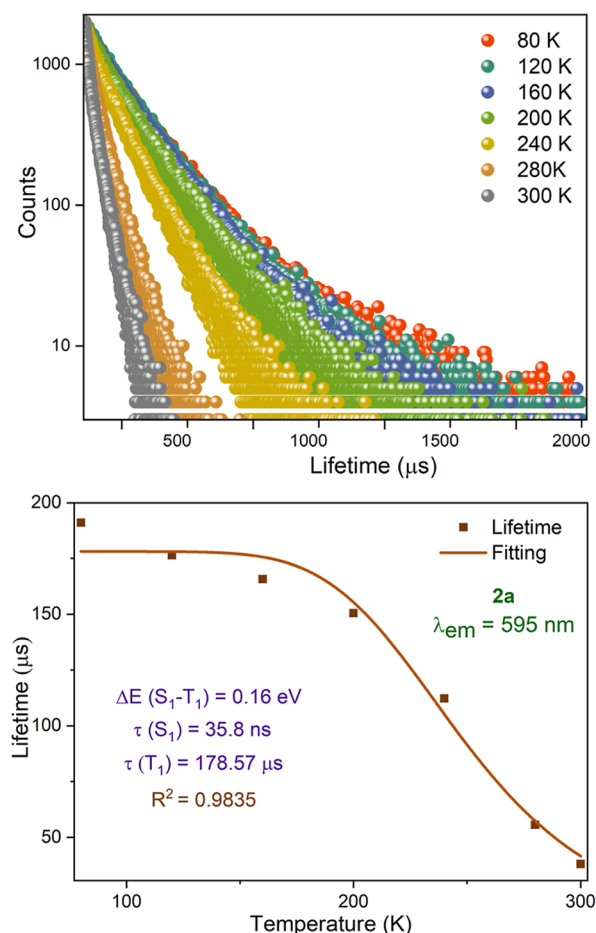 1000
100
10
Counts
80 K
120 K
160 K
200 K
240 K
280K
300 K
500
1000
1500
2000
Lifetime (μs)
200
150
100
50
Lifetime (μs)
Lifetime
Fitting
2a
λem = 595 nm
ΔE (S1-T1) = 0.16 eV
τ (S1) = 35.8 ns
τ (T1) = 178.57 μs
R2 = 0.9835
100
200
300
Temperature (K)